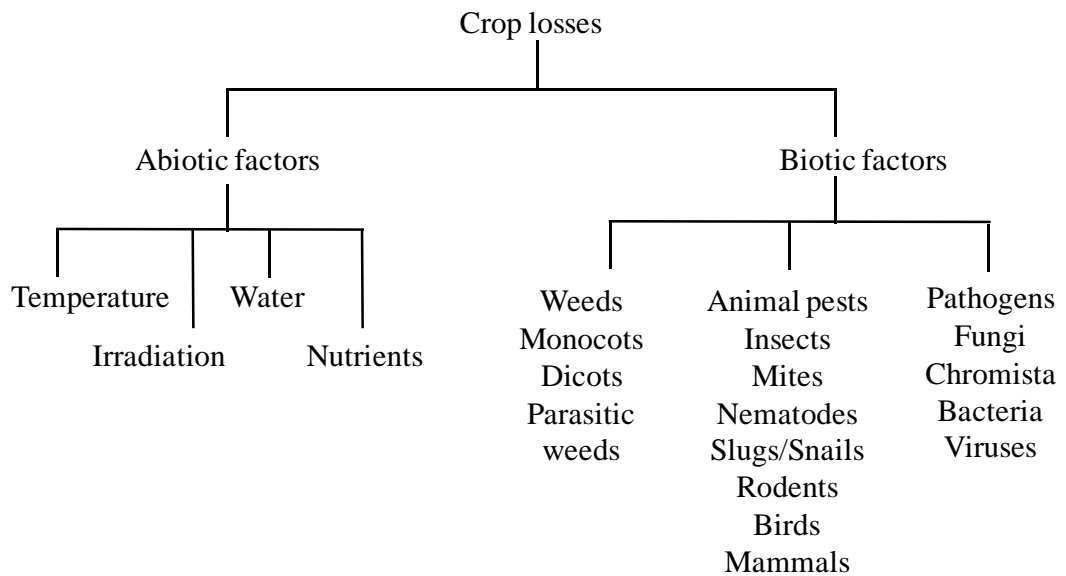 Crop losses
Abiotic factors
Biotic factors
Temperature
Water
Irradiation
Nutrients
Weeds
Monocots
Dicots
Parasitic
weeds
Animal pests
Insects
Mites
Nematodes
Slugs/Snails
Rodents
Birds
Mammals
Pathogens
Fungi
Chromista
Bacteria
Viruses